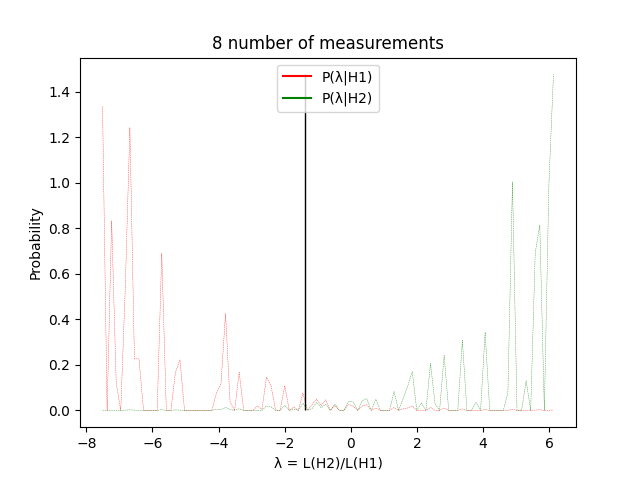 8 number of measurements
P(λ|H1)
P(λ|H2)
Probability
1.4
1.2
1.0
0.8
0.6
0.4
0.2
0.0
−8 −6 −4 −2 0 2 4 6
λ = L(H2)/L(H1)